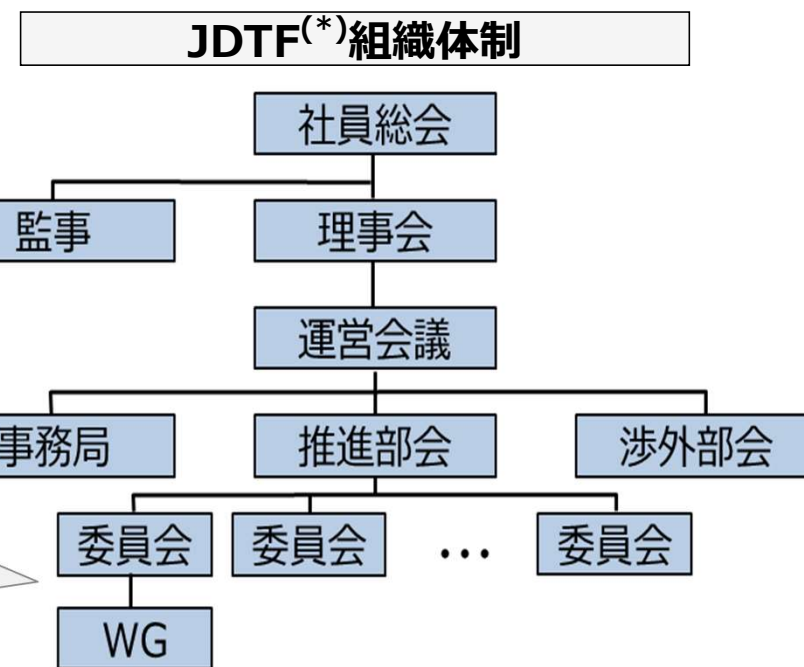 JDTF(*)組織体制
社員総会
監事
理事会
運営会議
事務局
推進部会
渉外部会
委員会
委員会
・・・
委員会
WG